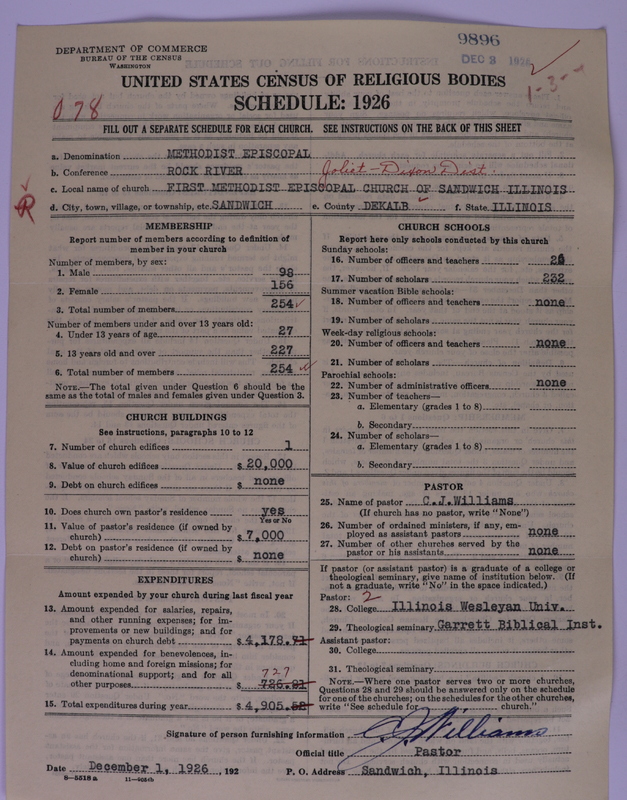 9896
DEC 3 192
DEPARTMENT OF COMMERCE
BUREAU OF THE CENSUS
WASHINGTON
UNITED STATES CENSUS OF RELIGIOUS BODIES
1-3-
078
SCHEDULE: 1926
FILL OUT A SEPARATE SCHEDULE FOR EACH CHURCH. SEE INSTRUCTIONS ON THE BACK OF THIS SHEET
a. Denomination METHODIST EPISCOPAL
b. Conference ROCK RIVER Joliet-Dixon Dist.
c. Local name of church FIRST METHODIST EPISCOPAL CHURCH OF SANDWICH ILLINOIS
R
d. City, town, village, or township, etc. SANDWICH e. County DEKALB f. State ILLINOIS
MEMBERSHIP
Report number of members according to definition of
member in your church
Number of members, by sex:
1. Male 98
2. Female 156
3. Total number of members 254
Number of members under and over 13 years old:
4. Under 13 years of age 27
5. 13 years old and over 227
6. Total number of members 254
NOTE.—The total given under Question 6 should be the
same as the total of males and females given under Question 3.
CHURCH BUILDINGS
See instructions, paragraphs 10 to 12
7. Number of church edifices 1
8. Value of church edifices $ 20,000
9. Debt on church edifices $ none
10. Does church own pastor's residence yes
Yes or No
11. Value of pastor's residence (if owned by
church) $ 7,000
12. Debt on pastor's residence (if owned by
church) $ none
EXPENDITURES
Amount expended by your church during last fiscal year
13. Amount expended for salaries, repairs,
and other running expenses; for im-
provements or new buildings; and for
payments on church debt $ 4,178.71
14. Amount expended for benevolences, in-
cluding home and foreign missions; for
denominational support; and for all 727
other purposes $ 726.81
15. Total expenditures during year $ 4,905.52
CHURCH SCHOOLS
Report here only schools conducted by this church
Sunday schools:
16. Number of officers and teachers
17. Number of scholars 232
Summer vacation Bible schools:
18. Number of officers and teachers none
19. Number of scholars
Week-day religious schools:
20. Number of officers and teachers none
21. Number of scholars
Parochial schools:
22. Number of administrative officers none
23. Number of teachers—
a. Elementary (grades 1 to 8)
b. Secondary
24. Number of scholars—
a. Elementary (grades 1 to 8)
b. Secondary
PASTOR
25. Name of pastor C.J.Williams
(If church has no pastor, write "None")
26. Number of ordained ministers, if any, em-
ployed as assistant pastors none
27. Number of other churches served by the
pastor or his assistants none
If pastor (or assistant pastor) is a graduate of a college or
theological seminary, give name of institution below. (If
not a graduate, write "No" in the space indicated.)
Pastor: 2
28. College Illinois Wesleyan Univ.
29. Theological seminary Garrett Biblical Inst.
Assistant pastor:
30. College
31. Theological seminary
NOTE.—Where one pastor serves two or more churches,
Questions 28 and 29 should be answered only on the schedule
for one of the churches; on the schedules for the other churches,
write "See schedule for church."
Signature of person furnishing information C. J. Williams
Official title Pastor
Date December 1, 1926, 192 P. O. Address Sandwich, Illinois
8—5518a